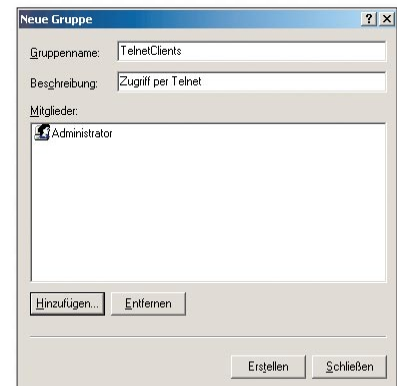 Neue Gruppe
Gruppenname: TelnetClients
Beschreibung: Zugriff per Telnet
Mitglieder:
Administrator
Hinzufügen... Entfernen
Erstellen Schließen